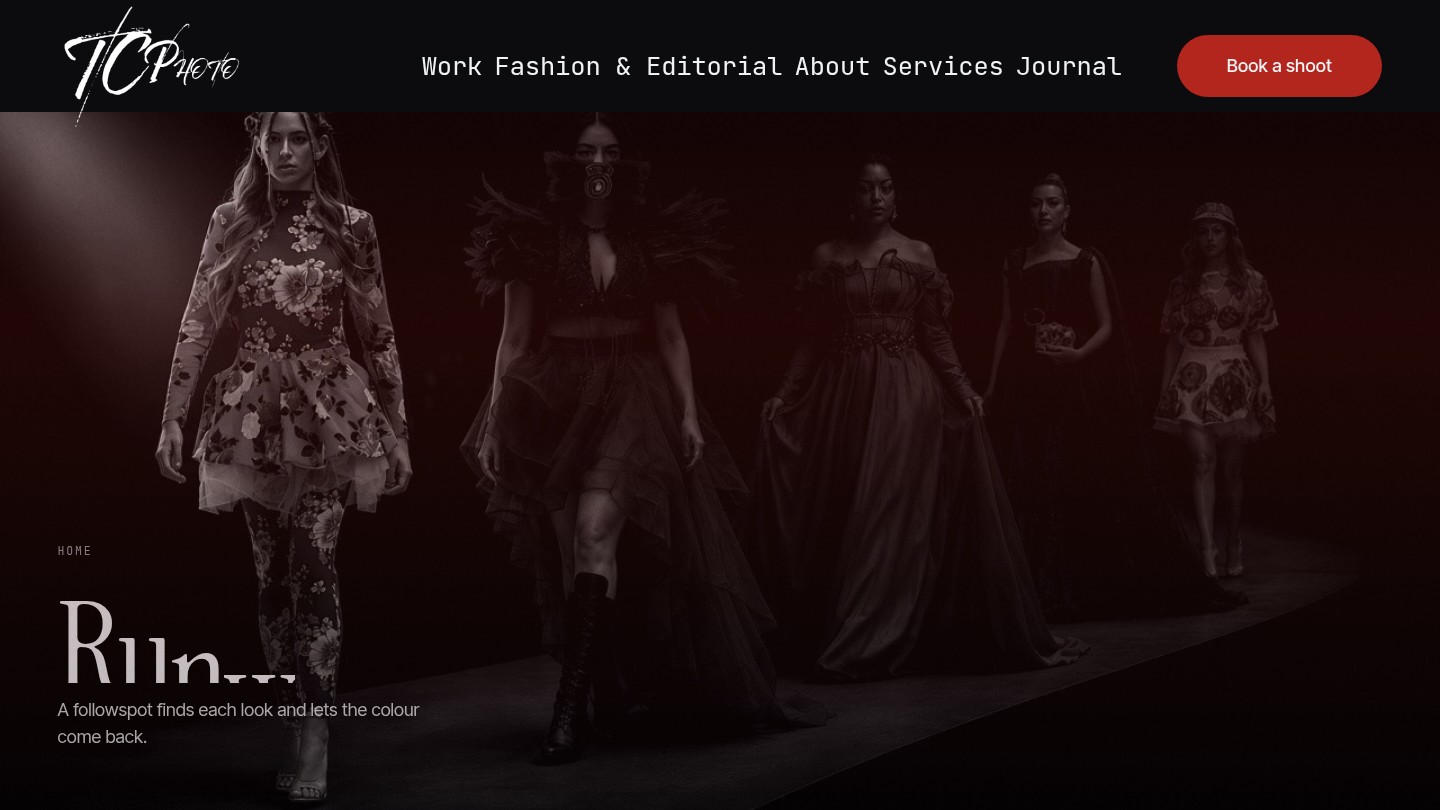 TCPHOTO
Work Fashion & Editorial About Services Journal
Book a shoot
HOME
Run
A followspot finds each look and lets the colour
come back.